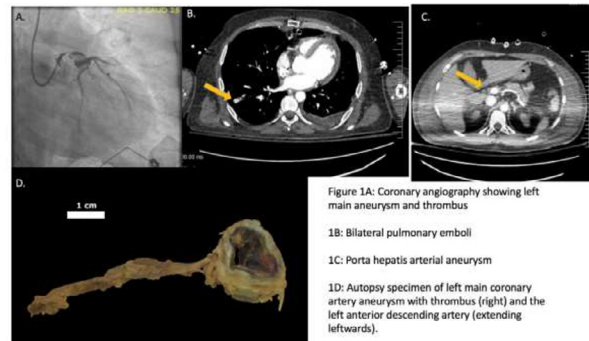 A.
B.
C.
D.
1 cm
Figure 1A: Coronary angiography showing left
main aneurysm and thrombus
1B: Bilateral pulmonary emboli
1C: Porta hepatis arterial aneurysm
1D: Autopsy specimen of left main coronary
artery aneurysm with thrombus (right) and the
left anterior descending artery (extending
leftwards).